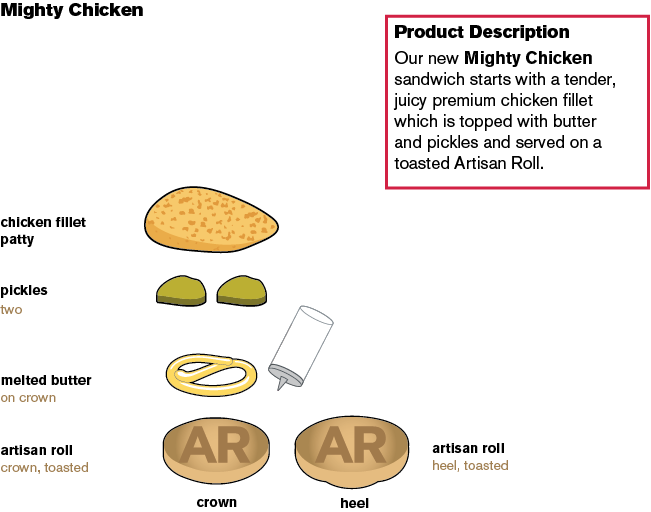 Mighty Chicken
Product Description
Our new Mighty Chicken
sandwich starts with a tender,
juicy premium chicken fillet
which is topped with butter
and pickles and served on a
toasted Artisan Roll.
chicken fillet
patty
pickles
two
melted butter
on crown
artisan roll
crown, toasted
AR
AR
artisan roll
heel, toasted
crown
heel